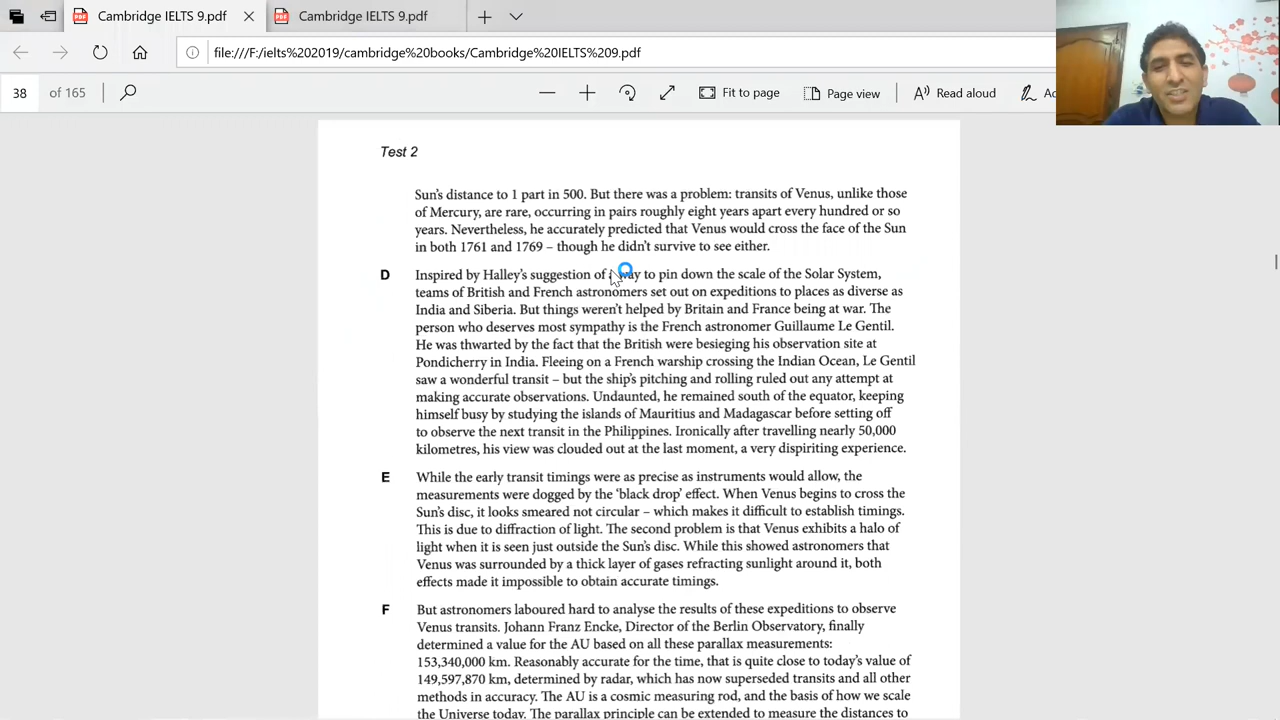 Cambridge IELTS 9.pdf
Cambridge IELTS 9.pdf
file:///F:/ielts%202019/cambridge%20books/Cambridge%20IELTS%209.pdf
38 of 165
Fit to page
Page view
Read aloud
Test 2
Sun's distance to 1 part in 500. But there was a problem: transits of Venus, unlike those
of Mercury, are rare, occurring in pairs roughly eight years apart every hundred or so
years. Nevertheless, he accurately predicted that Venus would cross the face of the Sun
in both 1761 and 1769 – though he didn't survive to see either.
D Inspired by Halley's suggestion of way to pin down the scale of the Solar System,
teams of British and French astronomers set out on expeditions to places as diverse as
India and Siberia. But things weren't helped by Britain and France being at war. The
person who deserves most sympathy is the French astronomer Guillaume Le Gentil.
He was thwarted by the fact that the British were besieging his observation site at
Pondicherry in India. Fleeing on a French warship crossing the Indian Ocean, Le Gentil
saw a wonderful transit – but the ship's pitching and rolling ruled out any attempt at
making accurate observations. Undaunted, he remained south of the equator, keeping
himself busy by studying the islands of Mauritius and Madagascar before setting off
to observe the next transit in the Philippines. Ironically after travelling nearly 50,000
kilometres, his view was clouded out at the last moment, a very dispiriting experience.
E While the early transit timings were as precise as instruments would allow, the
measurements were dogged by the 'black drop' effect. When Venus begins to cross the
Sun's disc, it looks smeared not circular – which makes it difficult to establish timings.
This is due to diffraction of light. The second problem is that Venus exhibits a halo of
light when it is seen just outside the Sun's disc. While this showed astronomers that
Venus was surrounded by a thick layer of gases refracting sunlight around it, both
effects made it impossible to obtain accurate timings.
F But astronomers laboured hard to analyse the results of these expeditions to observe
Venus transits. Johann Franz Encke, Director of the Berlin Observatory, finally
determined a value for the AU based on all these parallax measurements:
153,340,000 km. Reasonably accurate for the time, that is quite close to today's value of
149,597,870 km, determined by radar, which has now superseded transits and all other
methods in accuracy. The AU is a cosmic measuring rod, and the basis of how we scale
the Universe today. The parallax principle can be extended to measure the distances to